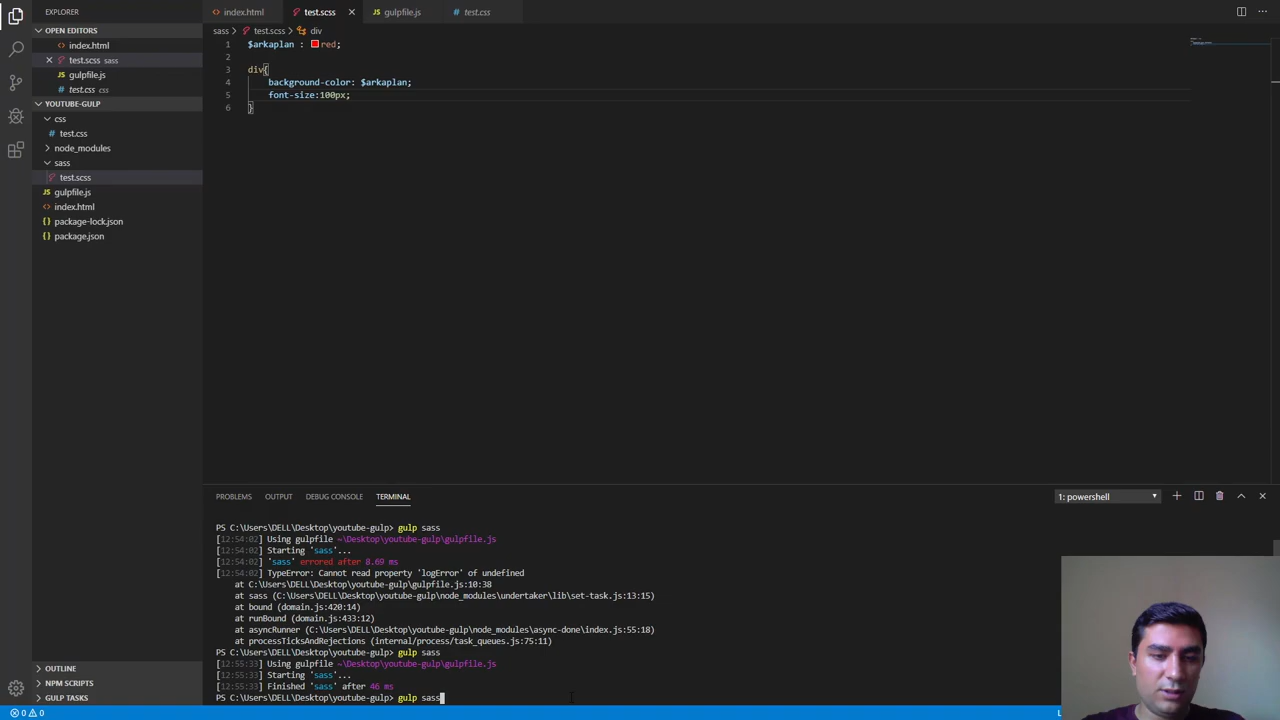 EXPLORER
index.html
test.scss
gulpfile.js
test.css
OPEN EDITORS
index.html
test.scss sass
gulpfile.js
test.css css
YOUTUBE-GULP
css
test.css
node_modules
sass
test.scss
gulpfile.js
index.html
package-lock.json
package.json
OUTLINE
NPM SCRIPTS
GULP TASKS
sass > test.scss > div
1 $arkaplan : red;
2
3 div{
4 background-color: $arkaplan;
5 font-size:100px;
6 }
PROBLEMS OUTPUT DEBUG CONSOLE TERMINAL
1: powershell
PS C:\Users\DELL\Desktop\youtube-gulp> gulp sass
[12:54:02] Using gulpfile ~\Desktop\youtube-gulp\gulpfile.js
[12:54:02] Starting 'sass'...
[12:54:02] 'sass' errored after 8.69 ms
[12:54:02] TypeError: Cannot read property 'logError' of undefined
at C:\Users\DELL\Desktop\youtube-gulp\gulpfile.js:10:38
at sass (C:\Users\DELL\Desktop\youtube-gulp\node_modules\undertaker\lib\set-task.js:13:15)
at bound (domain.js:420:14)
at runBound (domain.js:433:12)
at asyncRunner (C:\Users\DELL\Desktop\youtube-gulp\node_modules\async-done\index.js:55:18)
at processTicksAndRejections (internal/process/task_queues.js:75:11)
PS C:\Users\DELL\Desktop\youtube-gulp> gulp sass
[12:55:33] Using gulpfile ~\Desktop\youtube-gulp\gulpfile.js
[12:55:33] Starting 'sass'...
[12:55:33] Finished 'sass' after 46 ms
PS C:\Users\DELL\Desktop\youtube-gulp> gulp sass
0 0